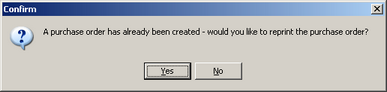 Confirm
A purchase order has already been created - would you like to reprint the purchase order?
Yes
No